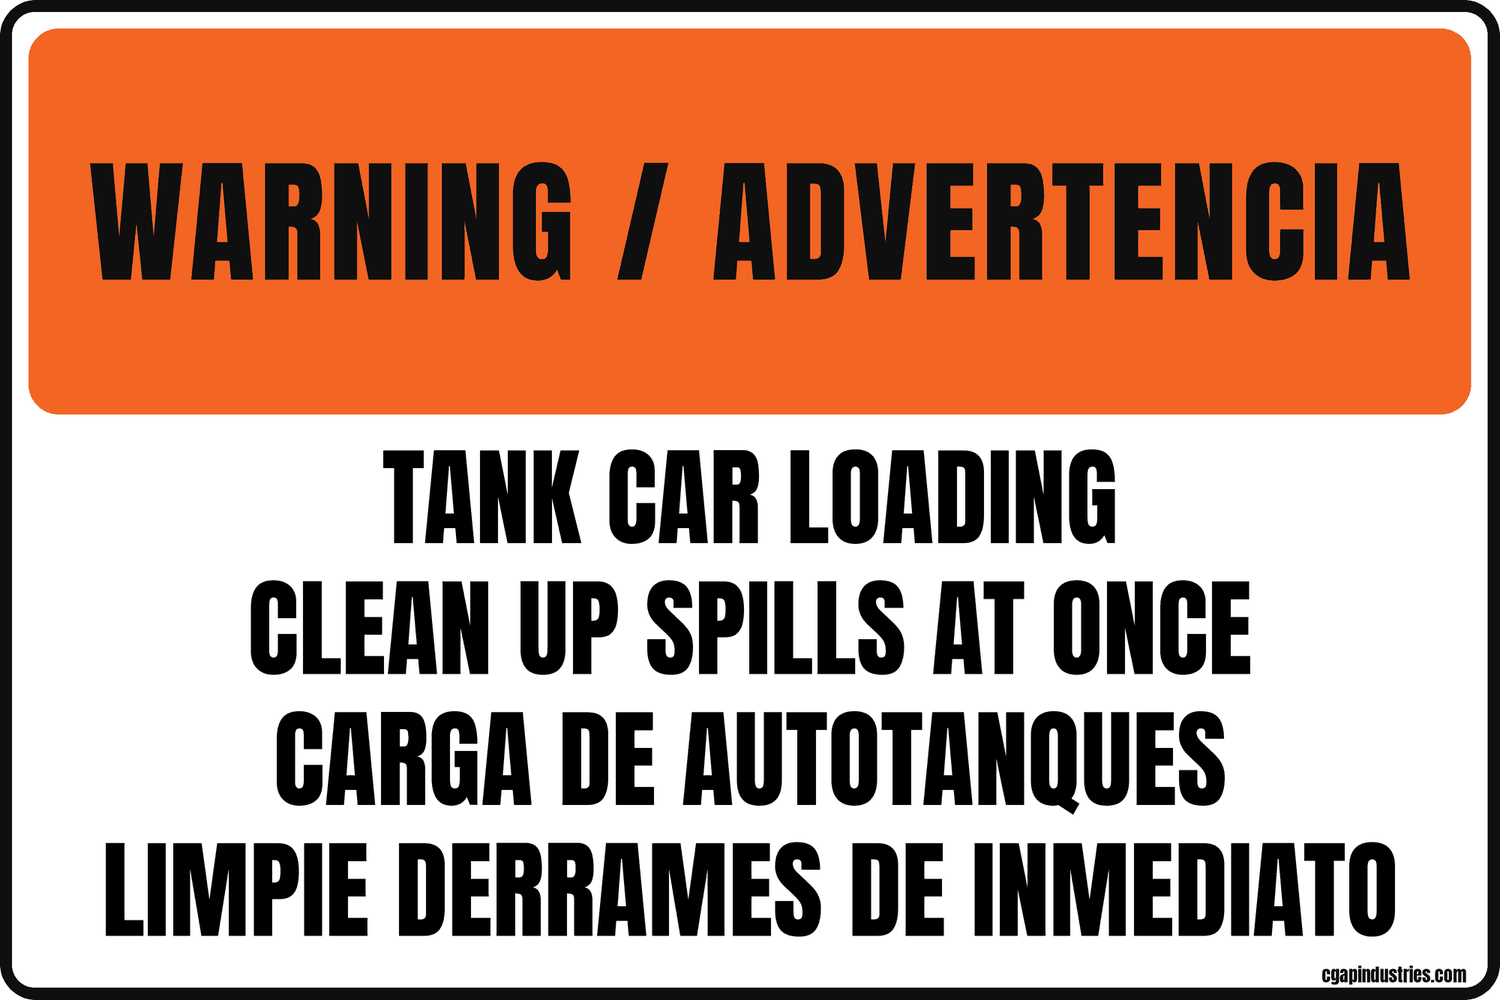 WARNING / ADVERTENCIA
TANK CAR LOADING
CLEAN UP SPILLS AT ONCE
CARGA DE AUTOTANQUES
LIMPIE DERRAMES DE INMEDIATO
cgapindustries.com